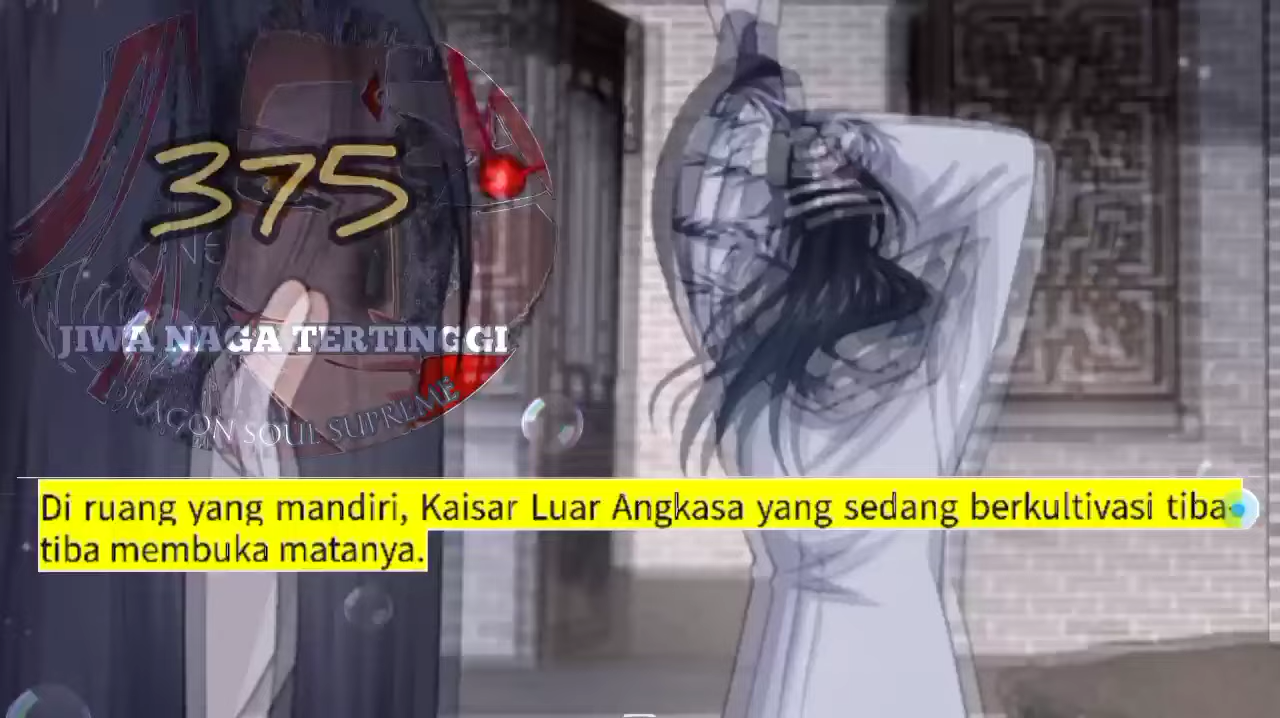 375
JIWA NAGA TERTINGGI
DRAGON SOUL SUPREME
Di ruang yang mandiri, Kaisar Luar Angkasa yang sedang berkultivasi tiba-
tiba membuka matanya.